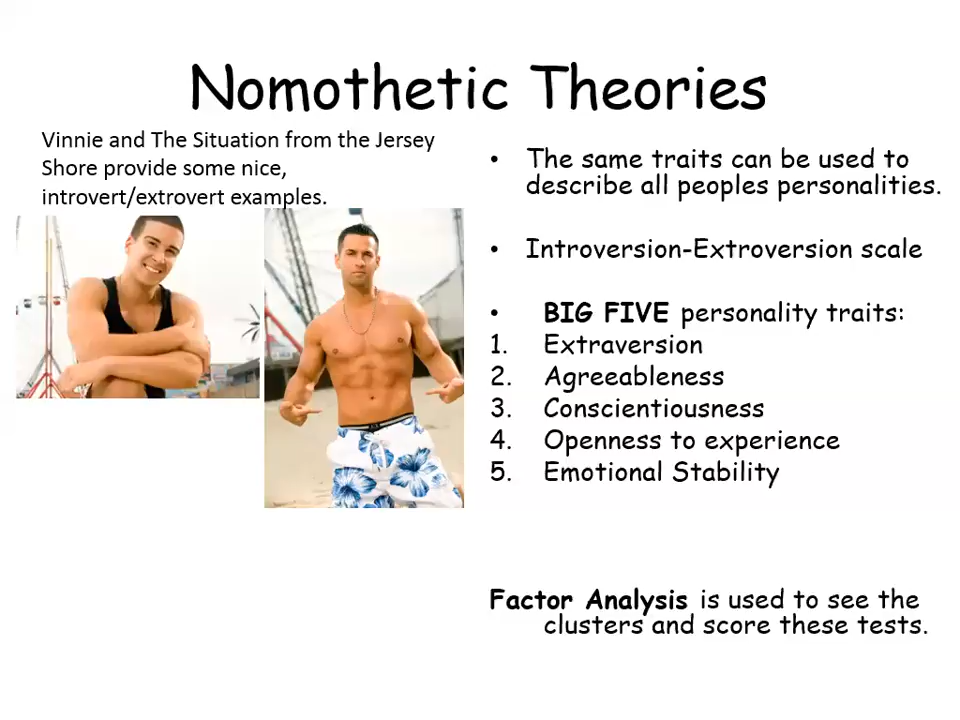 Nomothetic Theories
Vinnie and The Situation from the Jersey
Shore provide some nice,
introvert/extrovert examples.
• The same traits can be used to
describe all peoples personalities.
• Introversion-Extroversion scale
• BIG FIVE personality traits:
1. Extraversion
2. Agreeableness
3. Conscientiousness
4. Openness to experience
5. Emotional Stability
Factor Analysis is used to see the
clusters and score these tests.